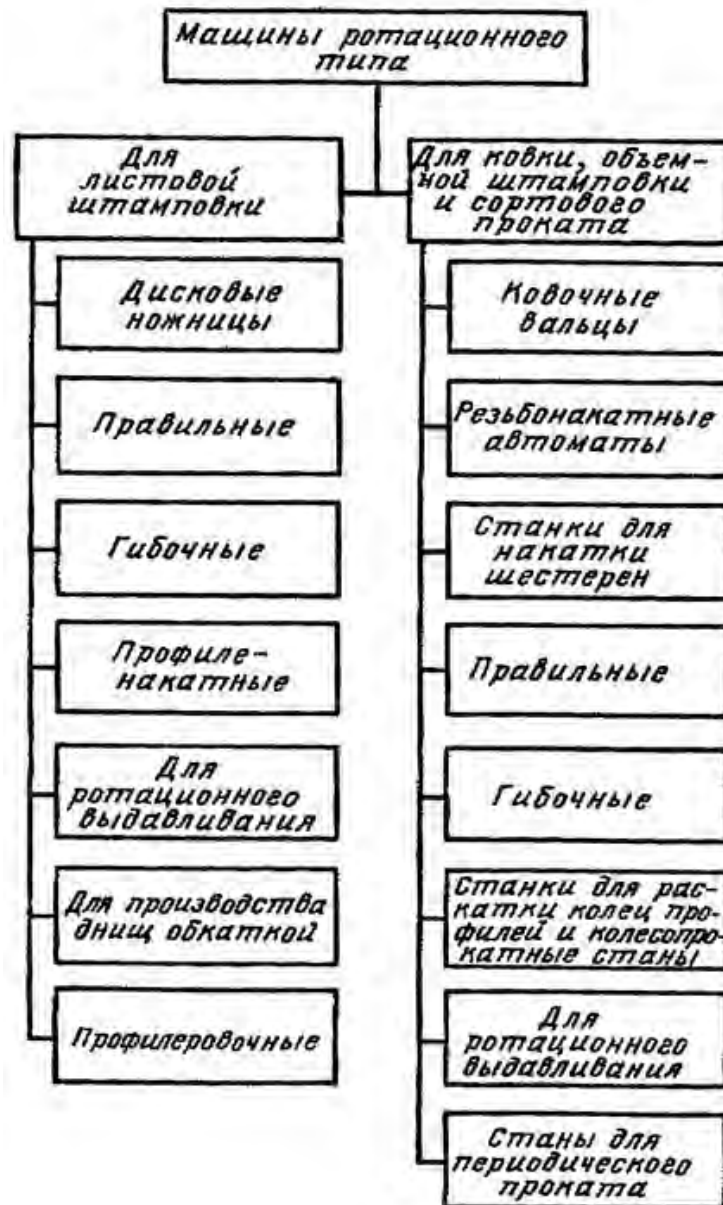 Машины ротационного
типа
Для
листовой
штамповки
Дисковые
ножницы
Правильные
Гибочные
Профиле-
накатные
Для
ротационного
выдавливания
Для производства
днищ обкаткой
Профилеровочные
Для ковки, объем-
ной штамповки
и сортового
проката
Ковочные
вальцы
Резьбонакатные
автоматы
Станки для
накатки
шестерен
Правильные
Гибочные
Станки для рас-
катки колец про-
филей и колесопро-
катные станы
Для
ротационного
выдавливания
Станы для
периодического
проката